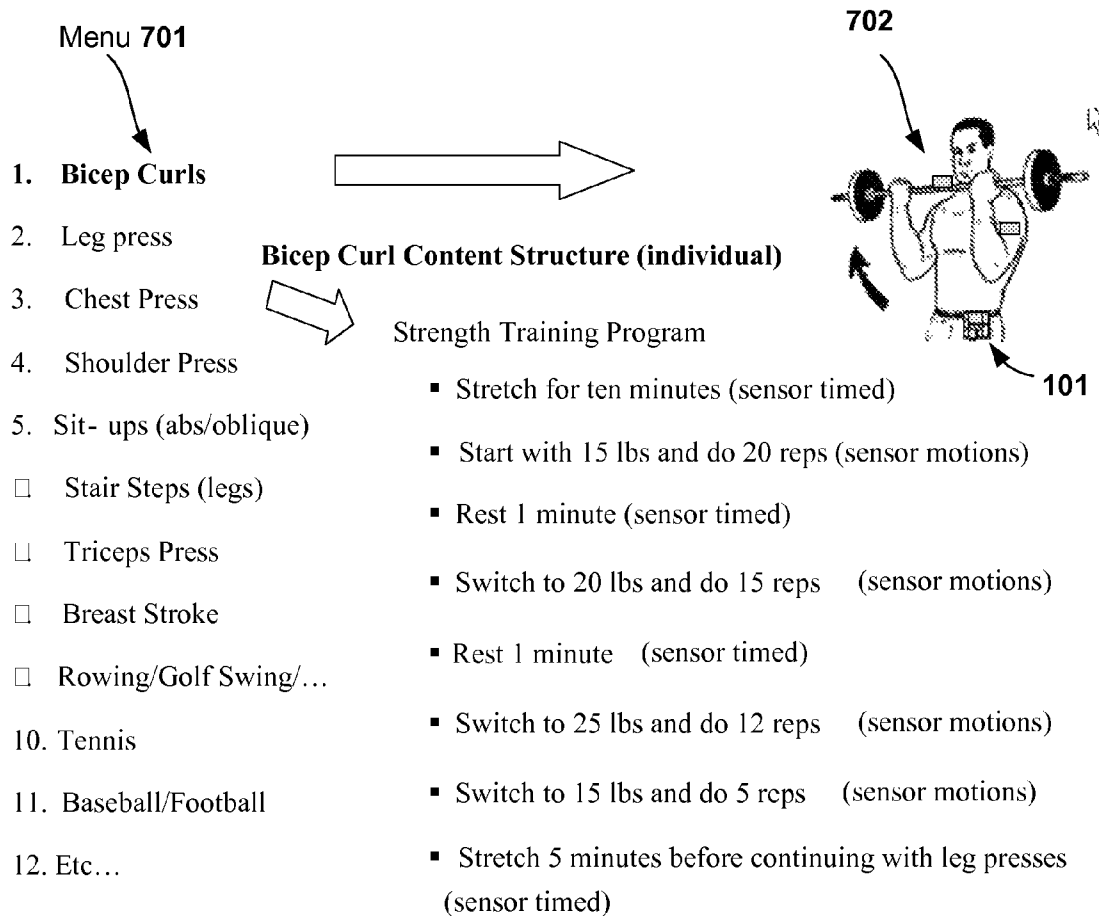 Menu 701
702
1. Bicep Curls
2. Leg press
Bicep Curl Content Structure (individual)
3. Chest Press
Strength Training Program
4. Shoulder Press
101
▪ Stretch for ten minutes (sensor timed)
5. Sit- ups (abs/oblique)
▪ Start with 15 lbs and do 20 reps (sensor motions)
□ Stair Steps (legs)
▪ Rest 1 minute (sensor timed)
□ Triceps Press
▪ Switch to 20 lbs and do 15 reps (sensor motions)
□ Breast Stroke
▪ Rest 1 minute (sensor timed)
□ Rowing/Golf Swing/…
▪ Switch to 25 lbs and do 12 reps (sensor motions)
10. Tennis
▪ Switch to 15 lbs and do 5 reps (sensor motions)
11. Baseball/Football
▪ Stretch 5 minutes before continuing with leg presses
12. Etc…
(sensor timed)